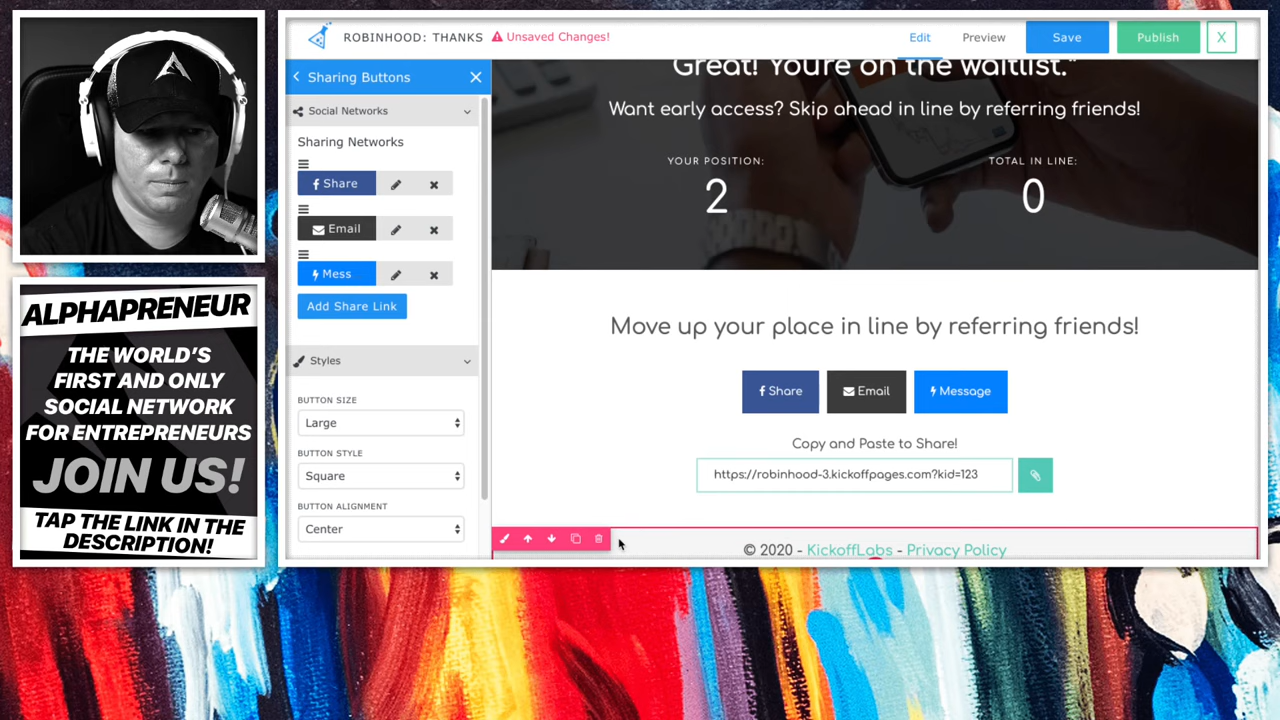 ALPHAPRENEUR
THE WORLD'S
FIRST AND ONLY
SOCIAL NETWORK
FOR ENTREPRENEURS
JOIN US!
TAP THE LINK IN THE
DESCRIPTION!
ROBINHOOD: THANKS
Unsaved Changes!
Edit
Preview
Save
Publish
X
Sharing Buttons
Social Networks
Sharing Networks
Share
Email
Mess
Add Share Link
Styles
BUTTON SIZE
Large
BUTTON STYLE
Square
BUTTON ALIGNMENT
Center
Great! Youre on the waitlist."
Want early access? Skip ahead in line by referring friends!
YOUR POSITION:
2
TOTAL IN LINE:
0
Move up your place in line by referring friends!
Share
Email
Message
Copy and Paste to Share!
https://robinhood-3.kickoffpages.com?kid=123
© 2020 - KickoffLabs - Privacy Policy